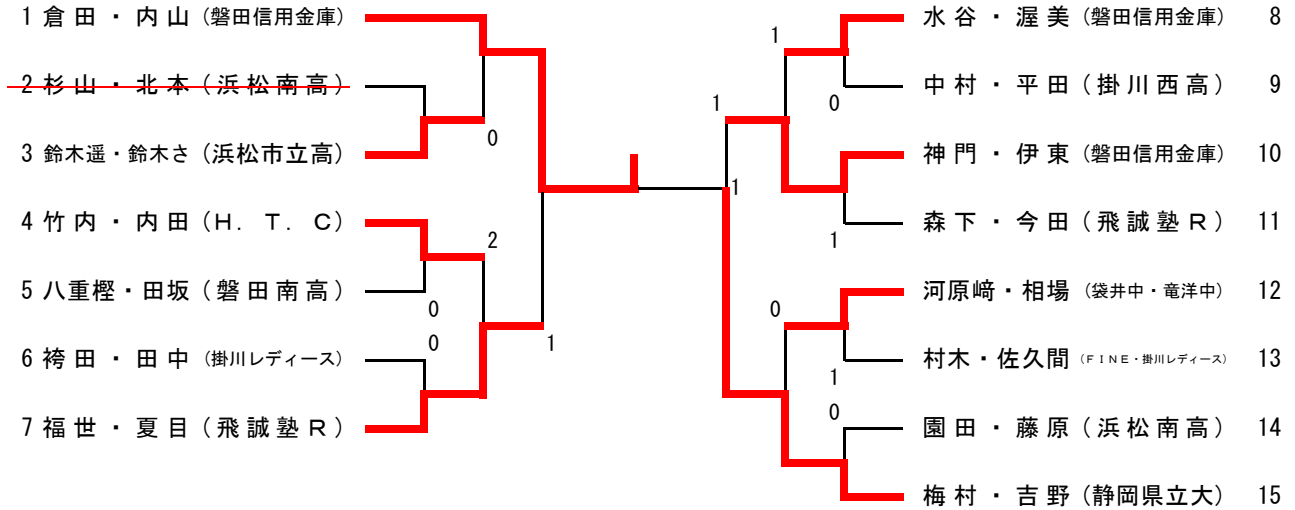 1 倉田・内山 (磐田信用金庫)
2 杉山・北本 (浜松南高)
0
3 鈴木遥・鈴木さ (浜松市立高)
4 竹内・内田 (H. T. C)
2
5 八重樫・田坂 (磐田南高)
0
0
1
6 袴田・田中 (掛川レディース)
7 福世・夏目 (飛誠塾R)
水谷・渥美 (磐田信用金庫) 8
1
中村・平田 (掛川西高) 9
1
0
神門・伊東 (磐田信用金庫) 10
1
森下・今田 (飛誠塾R) 11
1
河原﨑・相場 (袋井中・竜洋中) 12
0
村木・佐久間 (FINE・掛川レディース) 13
1
0
園田・藤原 (浜松南高) 14
梅村・吉野 (静岡県立大) 15